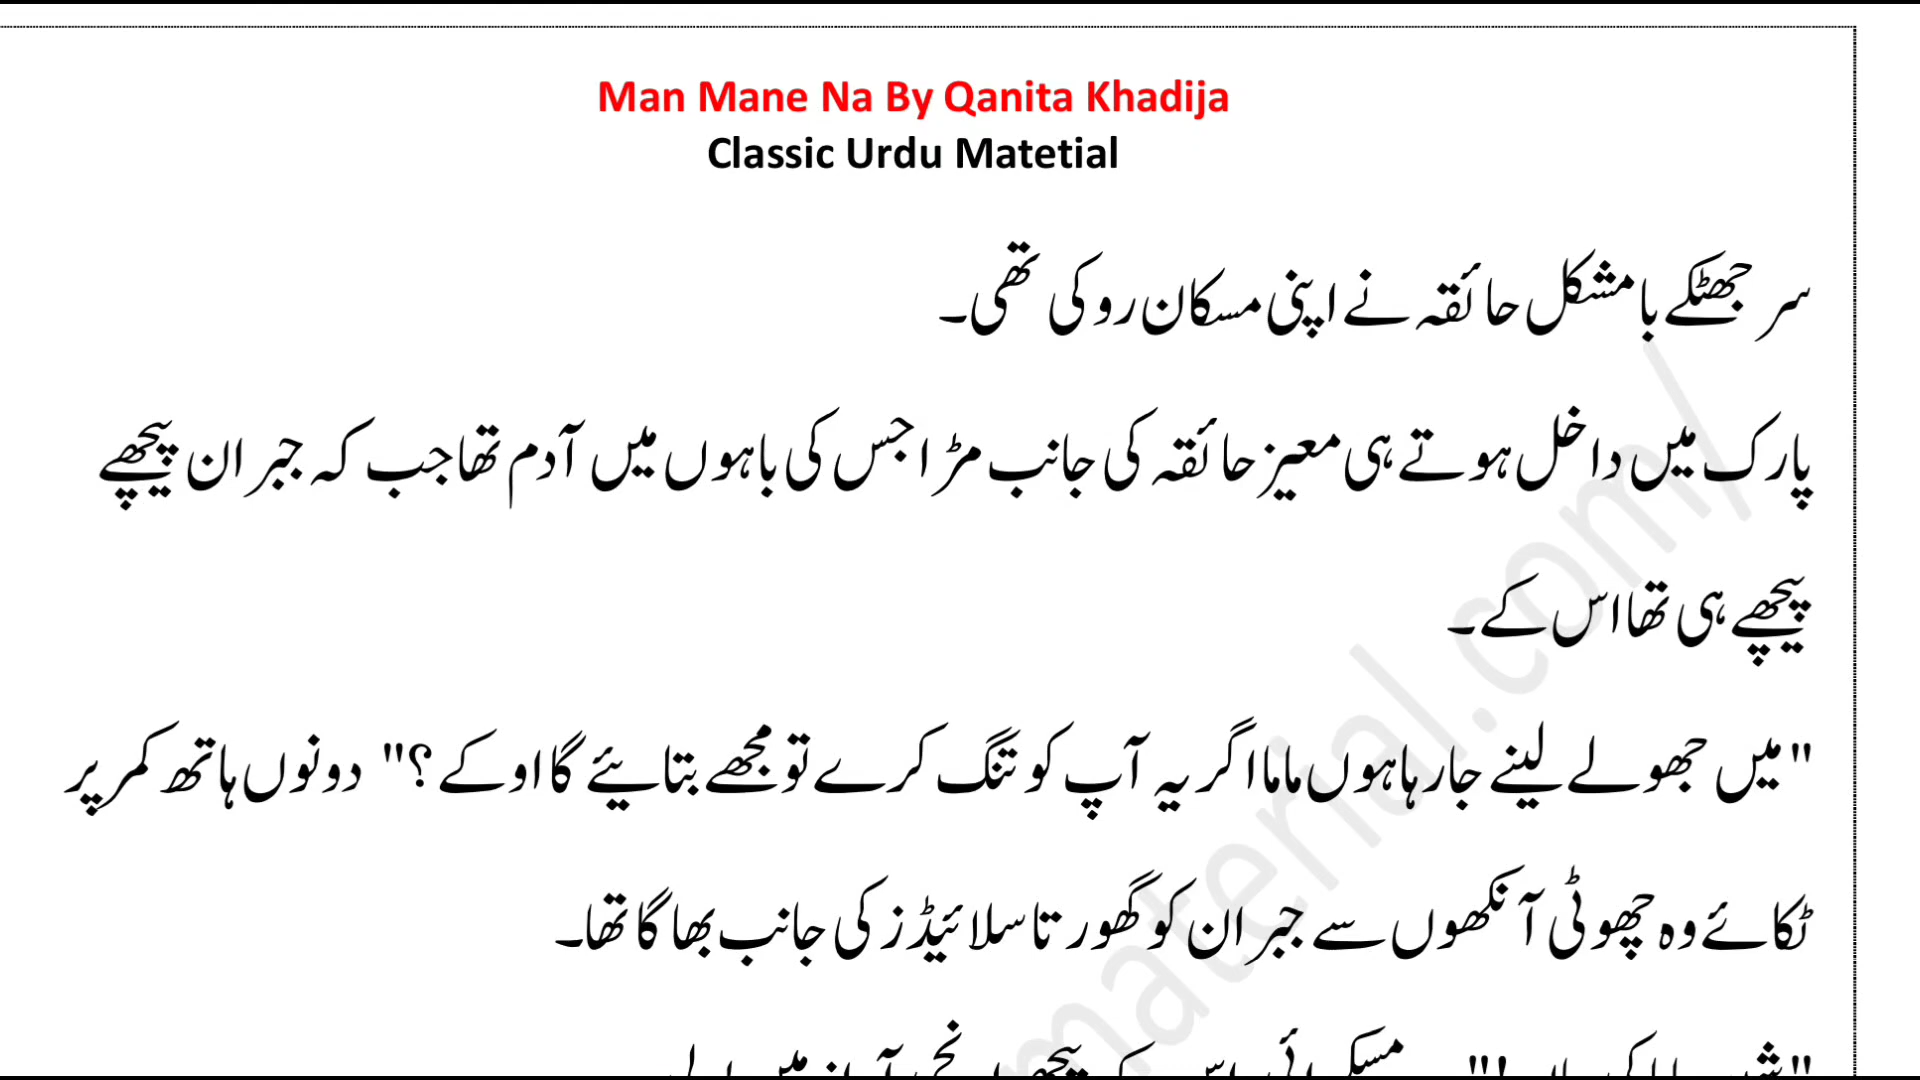 Man Mane Na By Qanita Khadija
Classic Urdu Matetial
سر جھٹکے بامشکل حائقہ نے اپنی مسکان روکی تھی۔
پارک میں داخل ہوتے ہی معیز حائقہ کی جانب مڑا جس کی باہوں میں آدم تھا جب کہ جبران پیچھے
پیچھے ہی تھا اس کے۔
"میں جھولے لینے جا رہا ہوں ماما اگر یہ آپ کو تنگ کرے تو مجھے بتایئے گا اوکے؟" دونوں ہاتھ کمر پر
ٹکائے وہ چھوٹی آنکھوں سے جبران کو گھورتا سلائیڈز کی جانب بھاگا تھا۔
material.com/